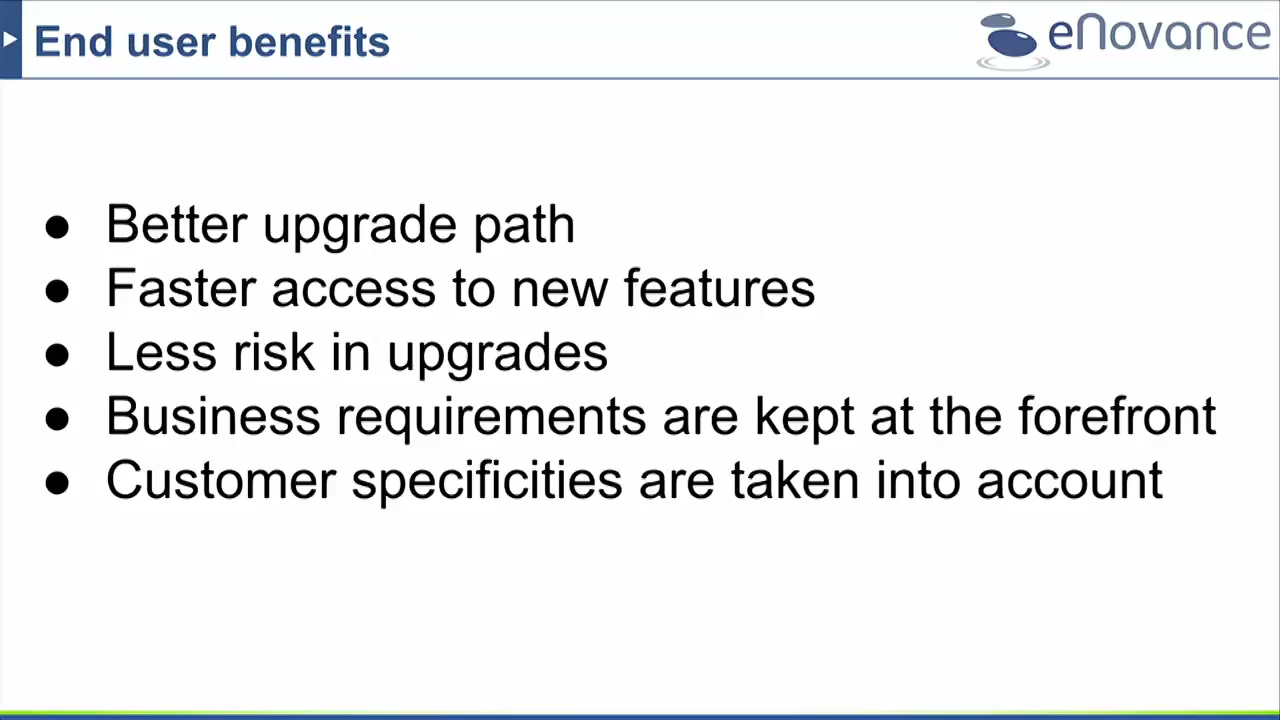 End user benefits
eNovance
● Better upgrade path
● Faster access to new features
● Less risk in upgrades
● Business requirements are kept at the forefront
● Customer specificities are taken into account